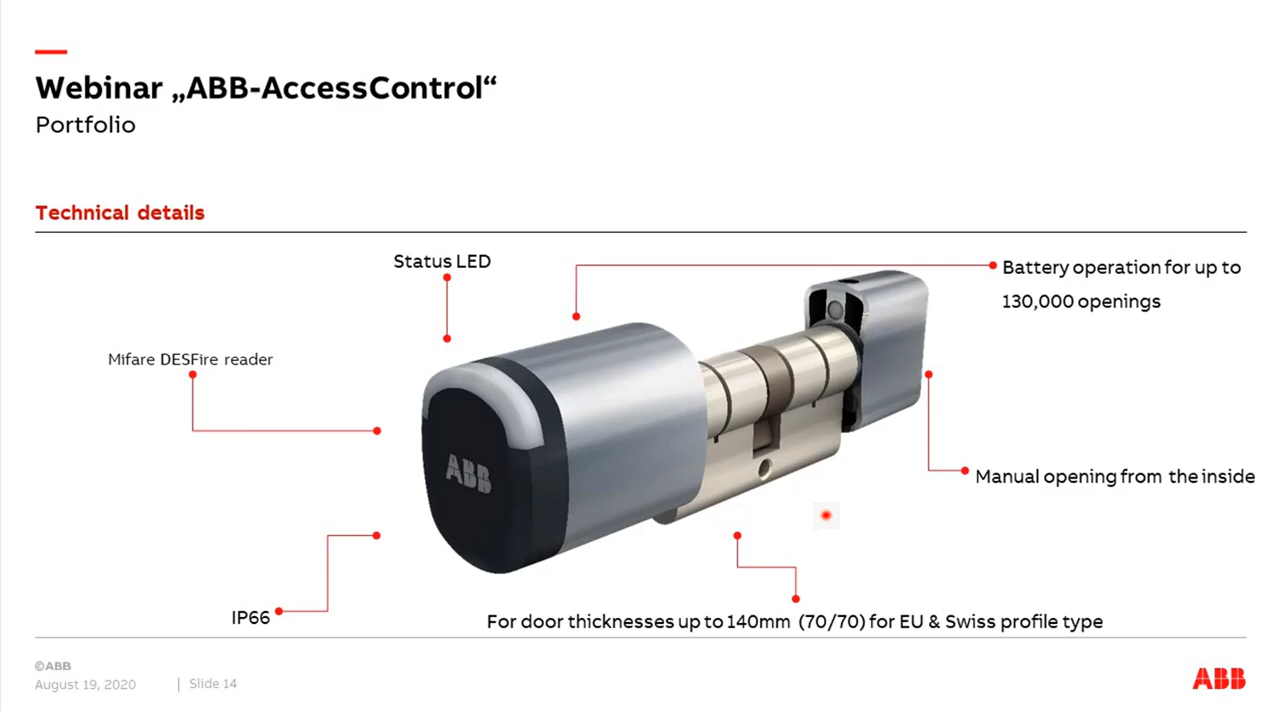 Webinar „ABB-AccessControl“
Portfolio
Technical details
Status LED
Battery operation for up to
130,000 openings
Mifare DESFire reader
ABB
Manual opening from the inside
IP66
For door thicknesses up to 140mm (70/70) for EU & Swiss profile type
©ABB
August 19, 2020 | Slide 14
ABB